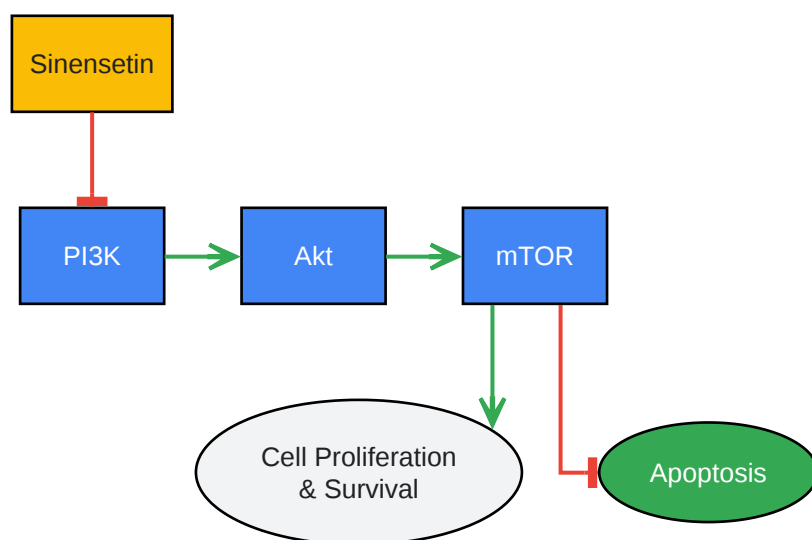 Sinensetin
PI3K
Akt
mTOR
Cell Proliferation
& Survival
Apoptosis